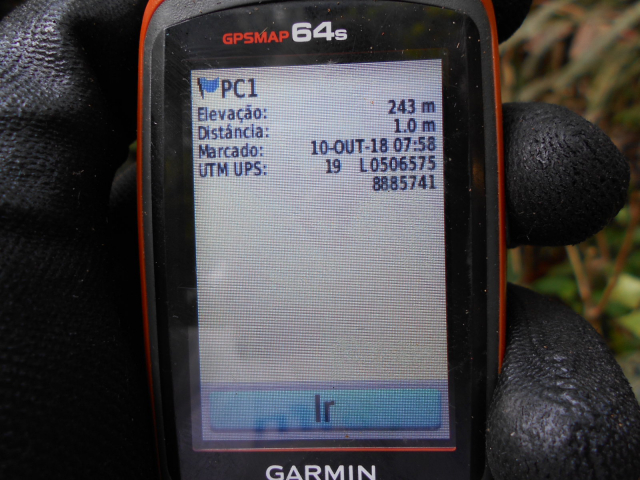 GPSMAP 64s
PC1
Elevação: 243 m
Distância: 1.0 m
Marcado: 10-OUT-18 07:58
UTM UPS: 19 L 0506575
8885741
Ir
GARMIN